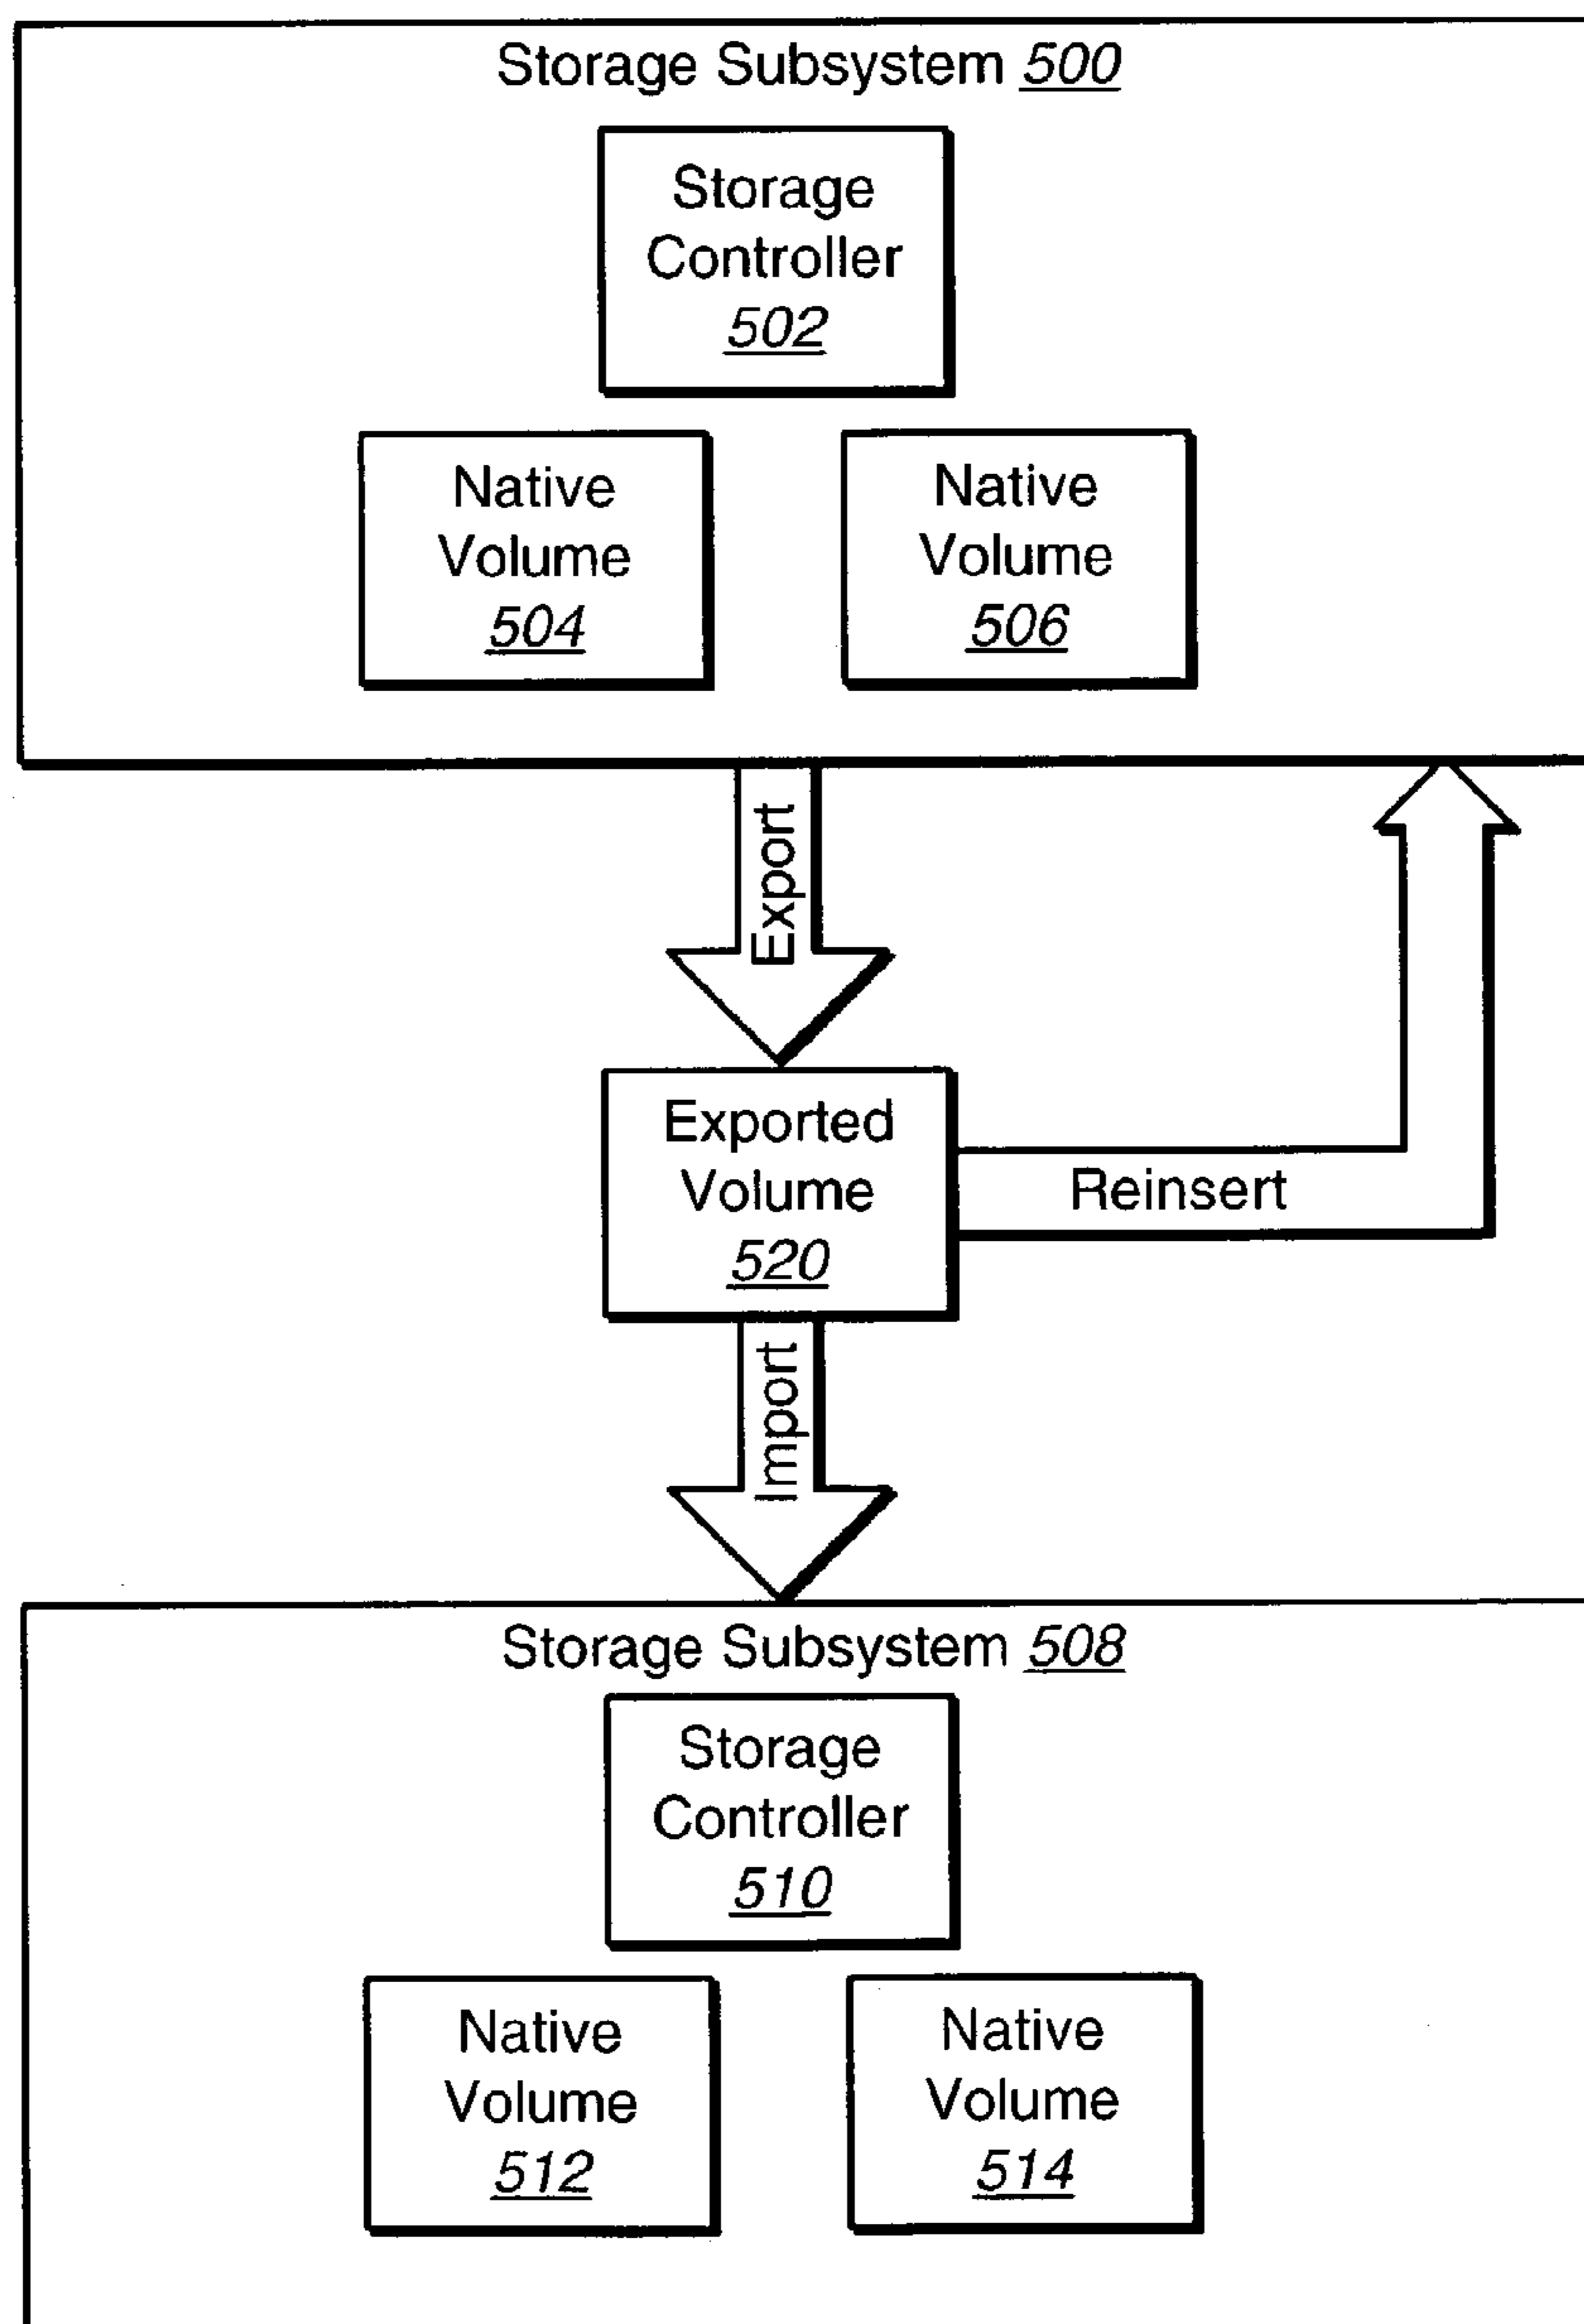 Storage Subsystem 500
Storage
Controller
502
Native
Volume
504
Native
Volume
506
Export
Exported
Volume
520
Reinsert
Import
Storage Subsystem 508
Storage
Controller
510
Native
Volume
512
Native
Volume
514